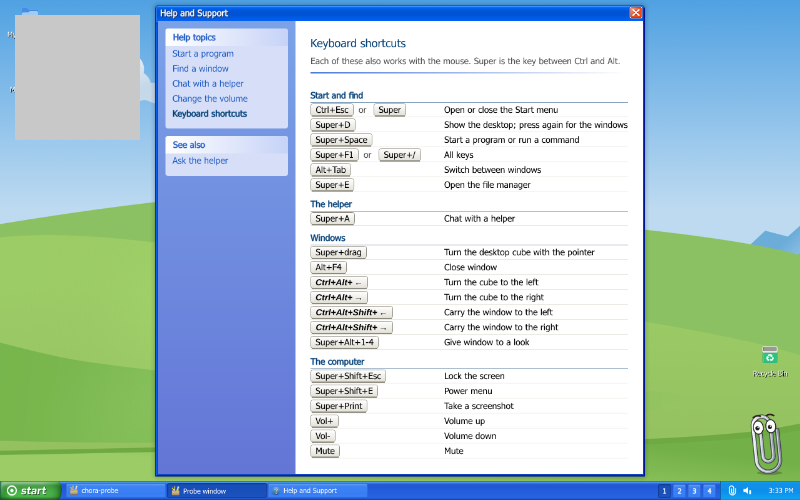 Help and Support
Help topics
Start a program
Find a window
Chat with a helper
Change the volume
Keyboard shortcuts
See also
Ask the helper
Keyboard shortcuts
Each of these also works with the mouse. Super is the key between Ctrl and Alt.
Start and find
Ctrl+Esc or Super Open or close the Start menu
Super+D Show the desktop; press again for the windows
Super+Space Start a program or run a command
Super+F1 or Super+/ All keys
Alt+Tab Switch between windows
Super+E Open the file manager
The helper
Super+A Chat with a helper
Windows
Super+drag Turn the desktop cube with the pointer
Alt+F4 Close window
Ctrl+Alt+ ← Turn the cube to the left
Ctrl+Alt+ → Turn the cube to the right
Ctrl+Alt+Shift+ ← Carry the window to the left
Ctrl+Alt+Shift+ → Carry the window to the right
Super+Alt+1-4 Give window to a look
The computer
Super+Shift+Esc Lock the screen
Super+Shift+E Power menu
Super+Print Take a screenshot
Vol+ Volume up
Vol- Volume down
Mute Mute
Recycle Bin
start chora-probe Probe window Help and Support 1 2 3 4 3:33 PM